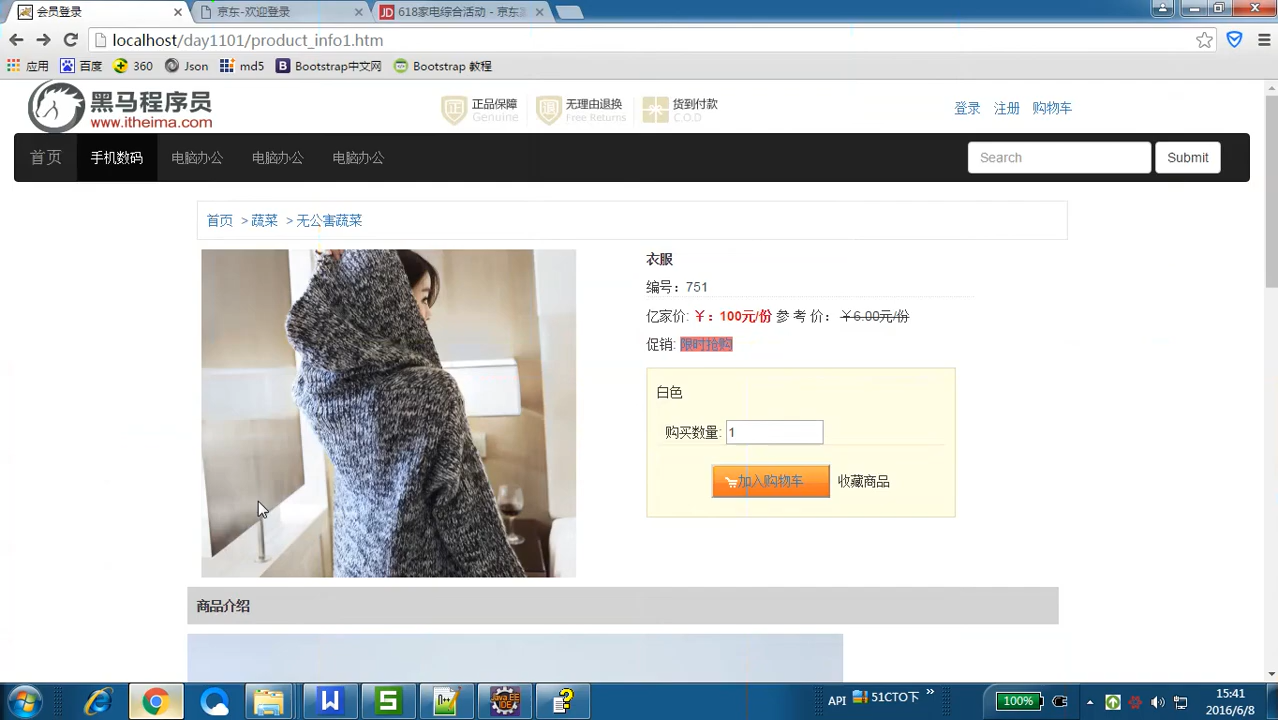 会员登录
京东-欢迎登录
618家电综合活动 - 京东
localhost/day1101/product_info1.htm
应用 百度 360 Json md5 Bootstrap中文网 Bootstrap 教程
黑马程序员
www.itheima.com
正品保障
Genuine
无理由退换
Free Returns
货到付款
C.O.D
登录 注册 购物车
首页 手机数码 电脑办公 电脑办公 电脑办公 Search Submit
首页 > 蔬菜 > 无公害蔬菜
衣服
编号：751
亿家价: ￥：100元/份 参 考 价： ￥6.00元/份
促销: 限时抢购
白色
购买数量: 1
加入购物车 收藏商品
商品介绍
API 51CTO下 »
100%
15:41
2016/6/8